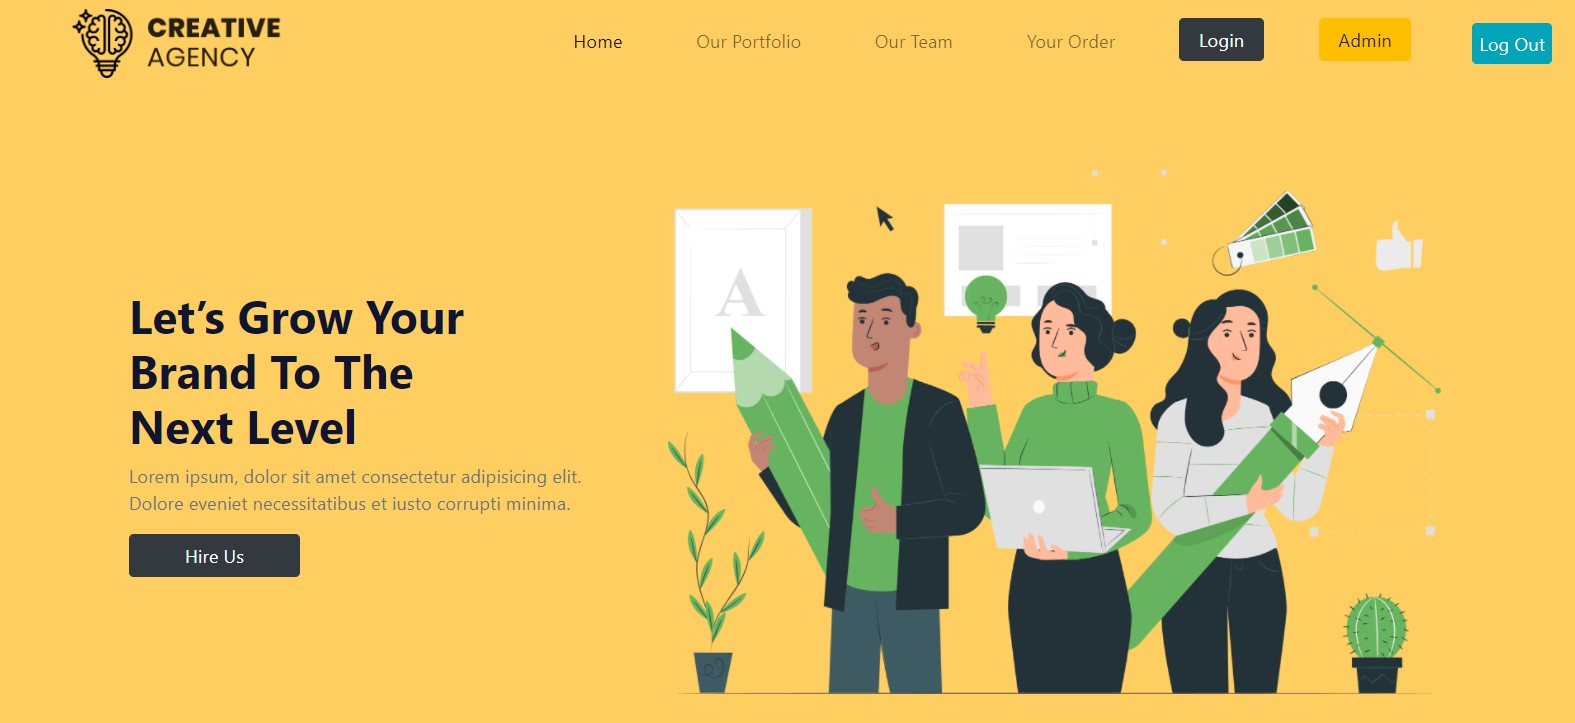 CREATIVE
AGENCY
Home
Our Portfolio
Our Team
Your Order
Login
Admin
Log Out
A
Let’s Grow Your
Brand To The
Next Level
Lorem ipsum, dolor sit amet consectetur adipisicing elit.
Dolore eveniet necessitatibus et iusto corrupti minima.
Hire Us